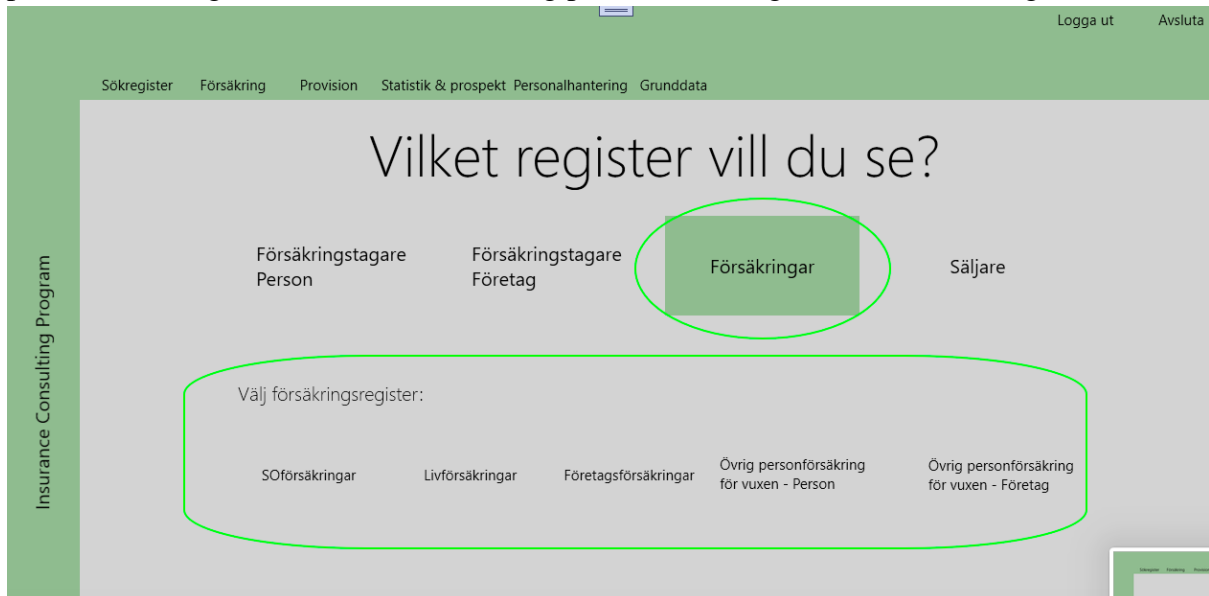 Logga ut Avsluta
Sökregister Försäkring Provision Statistik & prospekt Personalhantering Grunddata
Vilket register vill du se?
Försäkringstagare
Person
Försäkringstagare
Företag
Försäkringar
Säljare
Insurance Consulting Program
Välj försäkringsregister:
SOförsäkringar
Livförsäkringar
Företagsförsäkringar
Övrig personförsäkring
för vuxen - Person
Övrig personförsäkring
för vuxen - Företag